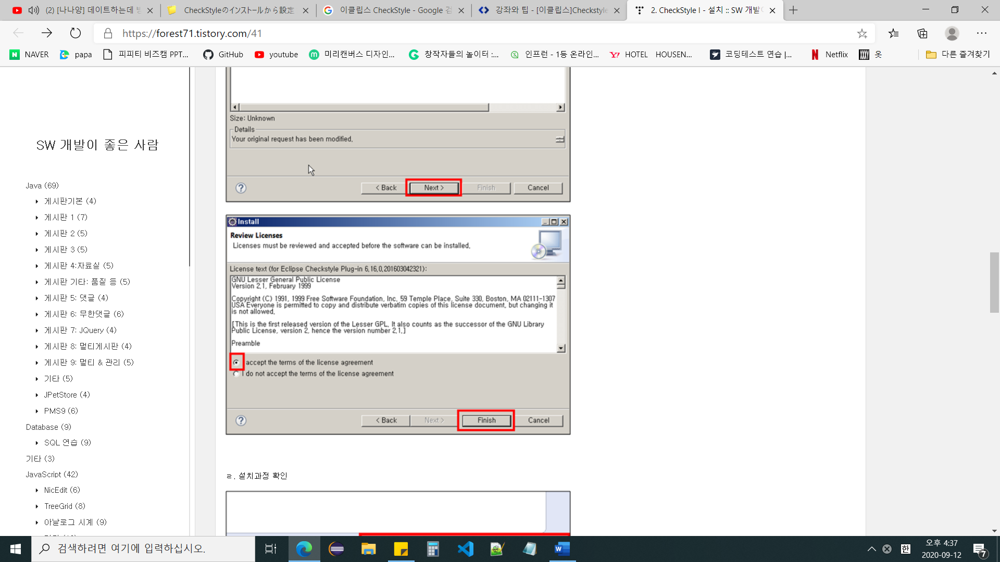 (2) [나나양] 데이트하는데
CheckStyleのインストールから設定
이클립스 CheckStyle - Google
강좌와 팁 - [이클립스]Checkstyle
2. CheckStyle I - 설치 :: SW 개발
https://forest71.tistory.com/41
NAVER
papa
피피티 비즈캠 PPT...
GitHub
youtube
미리캔버스 디자인...
창작자들의 놀이터 :...
인프런 - 1등 온라인...
HOTEL HOUSEN...
코딩테스트 연습 |...
Netflix
옷
다른 즐겨찾기
SW 개발이 좋은 사람
Java (69)
게시판기본 (4)
게시판 1 (7)
게시판 2 (5)
게시판 3 (5)
게시판 4:자료실 (5)
게시판 기타: 품질 등 (5)
게시판 5: 댓글 (4)
게시판 6: 무한댓글 (6)
게시판 7: JQuery (4)
게시판 8: 멀티게시판 (4)
게시판 9: 멀티 & 관리 (5)
기타 (5)
JPetStore (4)
PMS9 (6)
Database (9)
SQL 연습 (9)
기타 (3)
JavaScript (42)
NicEdit (6)
TreeGrid (8)
아날로그 시계 (9)
Size: Unknown
Details
Your original request has been modified.
< Back
Next >
Finish
Cancel
Install
Review Licenses
Licenses must be reviewed and accepted before the software can be installed.
License text (for Eclipse Checkstyle Plug-in 6.16.0.201603042321):
GNU Lesser General Public License
Version 2.1, February 1999
Copyright (C) 1991, 1999 Free Software Foundation, Inc. 59 Temple Place, Suite 330, Boston, MA 02111-1307
USA Everyone is permitted to copy and distribute verbatim copies of this license document, but changing it
is not allowed.
[This is the first released version of the Lesser GPL. It also counts as the successor of the GNU Library
Public License, version 2, hence the version number 2.1.]
Preamble
accept the terms of the license agreement
I do not accept the terms of the license agreement
< Back
Next >
Finish
Cancel
ㄹ. 설치과정 확인
검색하려면 여기에 입력하십시오.
한
오후 4:37
2020-09-12
7